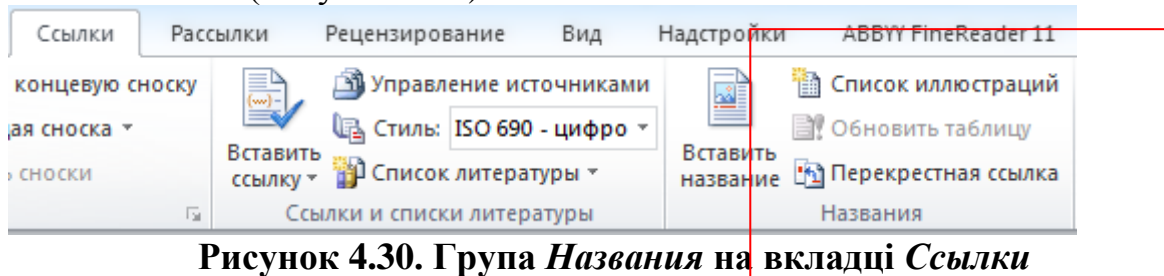 Ссылки Рассылки Рецензирование Вид Надстройки ABBYY FineReader 11
концевую сноску Управление источниками Список иллюстраций
ая сноска Стиль: ISO 690 - цифро Обновить таблицу
Вставить ссылку Вставить название
сноски Список литературы Перекрестная ссылка
Ссылки и списки литературы Названия
Рисунок 4.30. Група Названия на вкладці Ссылки